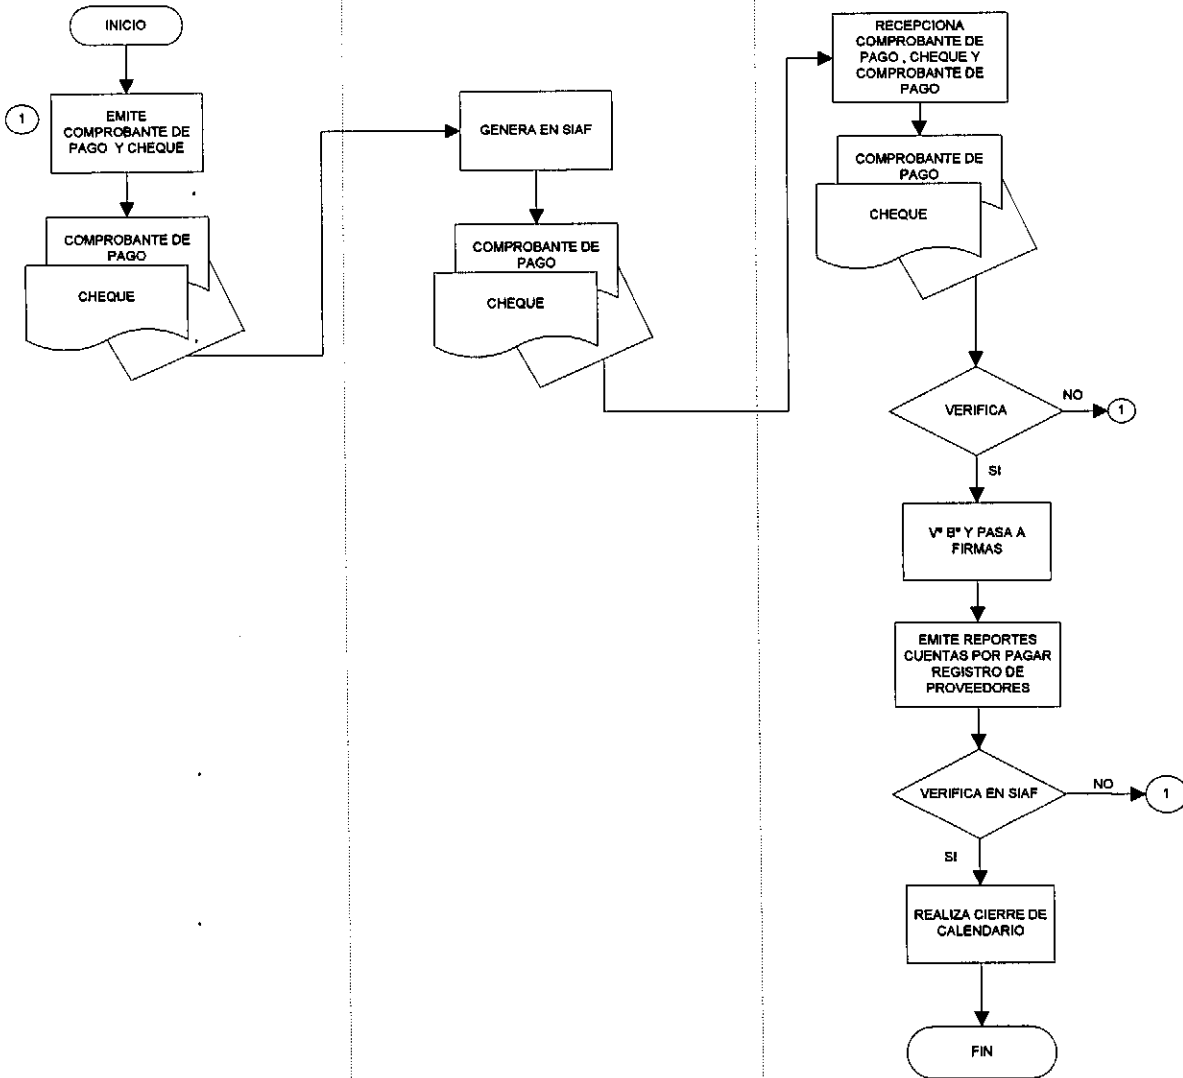 INICIO
1
EMITE
COMPROBANTE DE
PAGO Y CHEQUE
COMPROBANTE DE
PAGO
CHEQUE
GENERA EN SIAF
COMPROBANTE DE
PAGO
CHEQUE
RECEPCIONA
COMPROBANTE DE
PAGO , CHEQUE Y
COMPROBANTE DE
PAGO
COMPROBANTE DE
PAGO
CHEQUE
VERIFICA
NO
1
SI
Vº Bº Y PASA A
FIRMAS
EMITE REPORTES
CUENTAS POR PAGAR
REGISTRO DE
PROVEEDORES
VERIFICA EN SIAF
NO
1
SI
REALIZA CIERRE DE
CALENDARIO
FIN